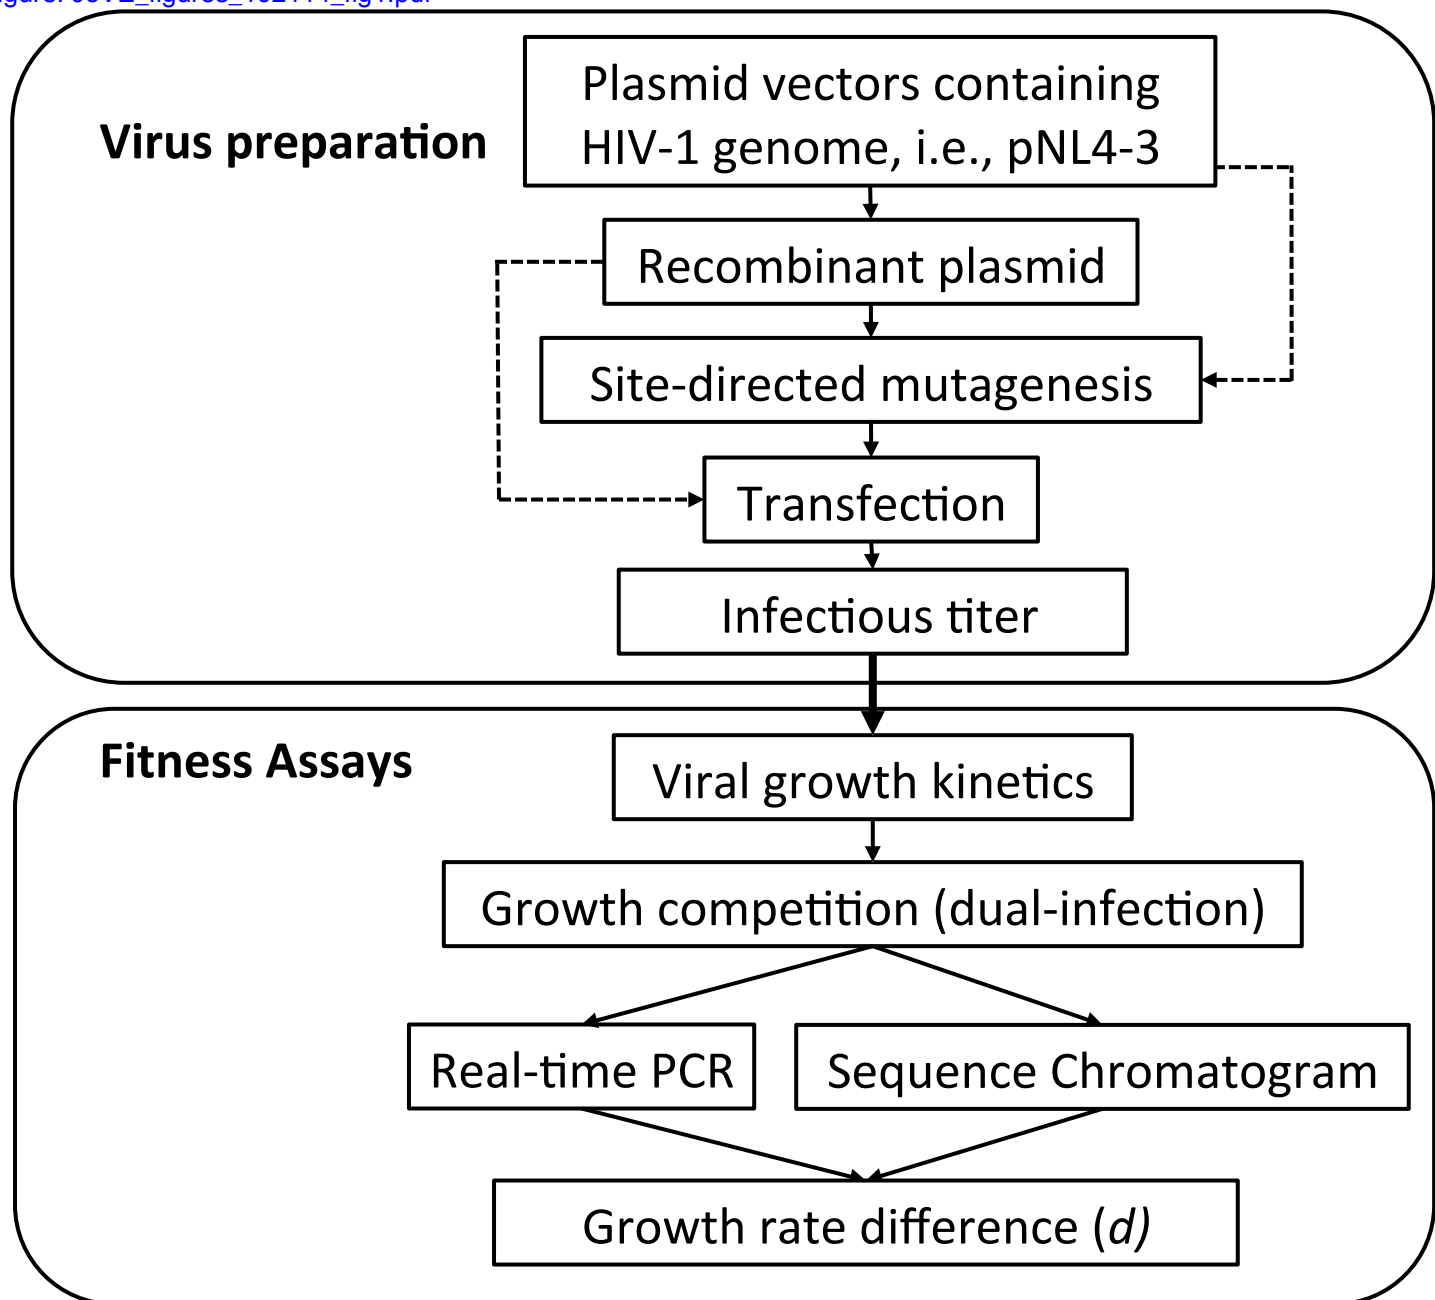 Virus preparation
Plasmid vectors containing
HIV-1 genome, i.e., pNL4-3
Recombinant plasmid
Site-directed mutagenesis
Transfection
Infectious titer
Fitness Assays
Viral growth kinetics
Growth competition (dual-infection)
Real-time PCR
Sequence Chromatogram
Growth rate difference (d)